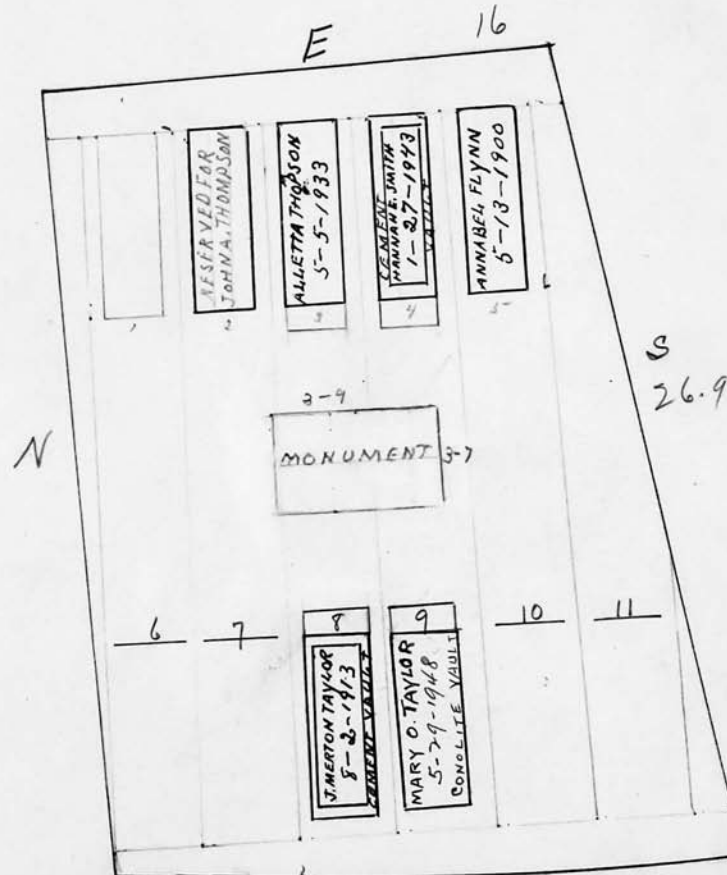 E
16
RESERVED FOR
JOHN A. THOMPSON
ALLETTA THOPSON
5-5-1933
CEMENT
HANNAH E. SMITH
1-27-1943
VAULT
ANNABEL FLYNN
5-13-1900
1
2
3
4
5
S
26.9
N
3-9
MONUMENT
3-7
6
7
8
9
10
11
J. MERTON TAYLOR
8-2-1913
CEMENT VAULT
MARY O. TAYLOR
5-29-1948
CONOLITE VAULT